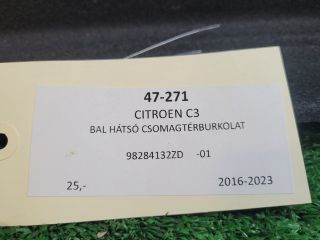 47-271
CITROEN C3
BAL HÁTSÓ CSOMAGTÉRBURKOLAT
98284132ZD -01
25,- 2016-2023